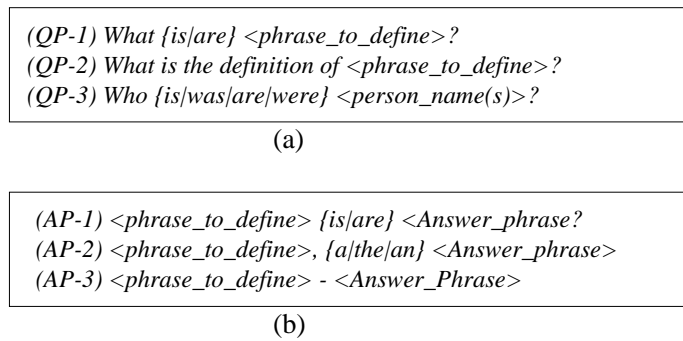 (QP-1) What {is|are} <phrase_to_define>?
(QP-2) What is the definition of <phrase_to_define>?
(QP-3) Who {is|was|are|were} <person_name(s)>?
(a)
(AP-1) <phrase_to_define> {is|are} <Answer_phrase?
(AP-2) <phrase_to_define>, {a|the|an} <Answer_phrase>
(AP-3) <phrase_to_define> - <Answer_Phrase>
(b)